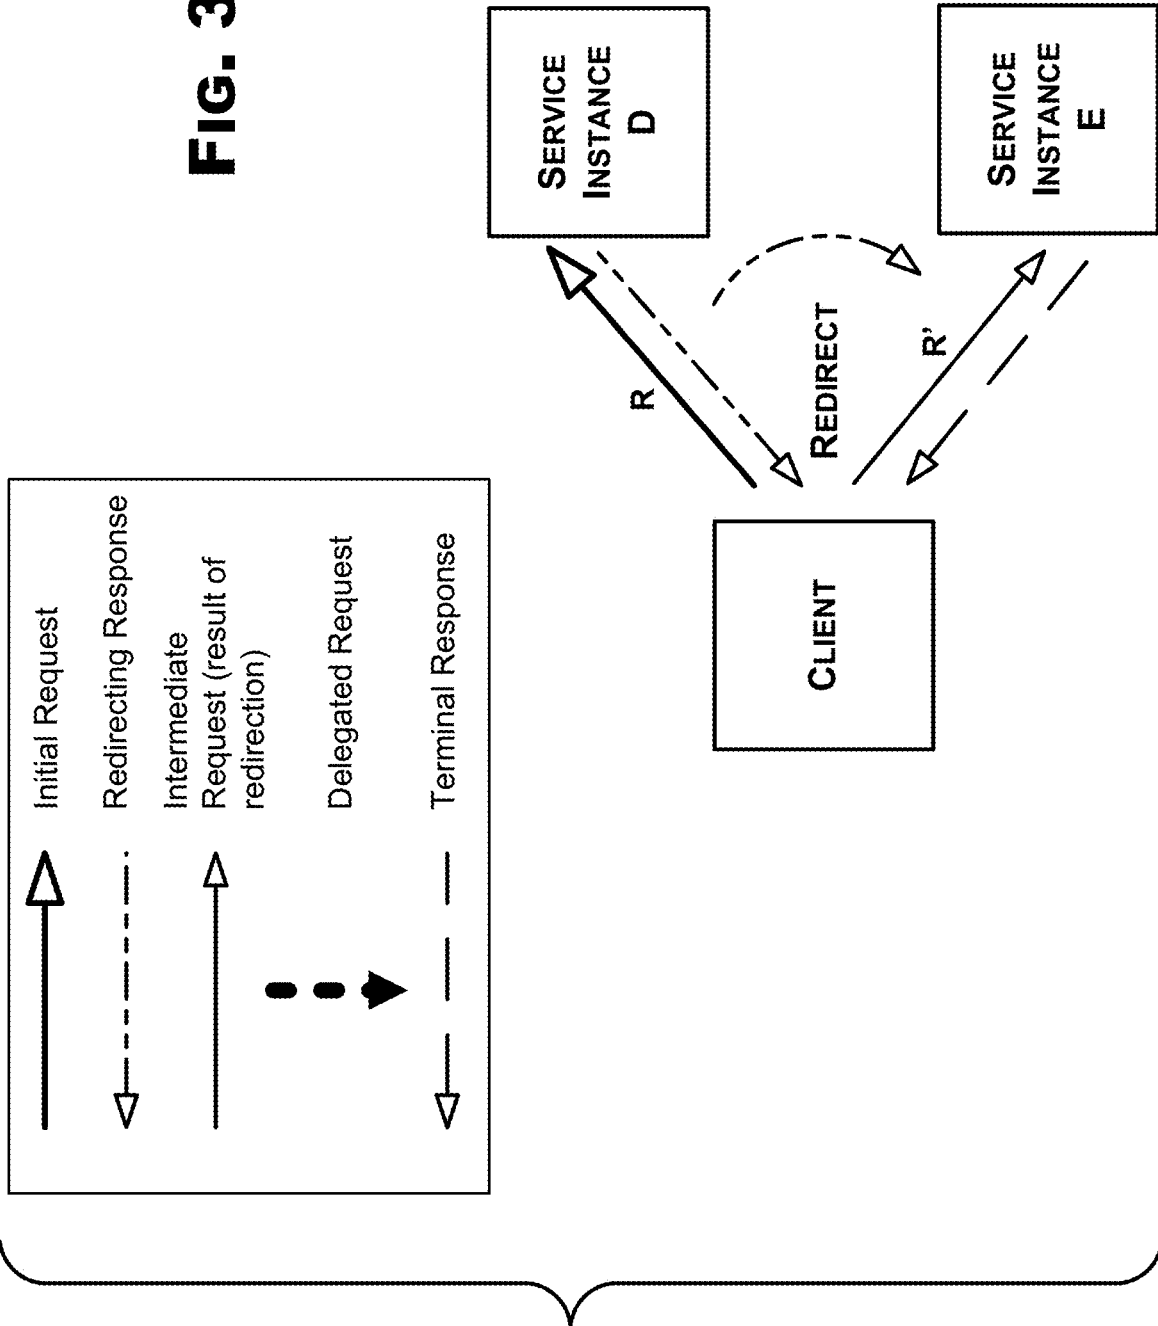 Initial Request
Redirecting Response
Intermediate
Request (result of
redirection)
Delegated Request
Terminal Response
FIG. 3
SERVICE
INSTANCE
D
R
CLIENT
REDIRECT
R'
SERVICE
INSTANCE
E